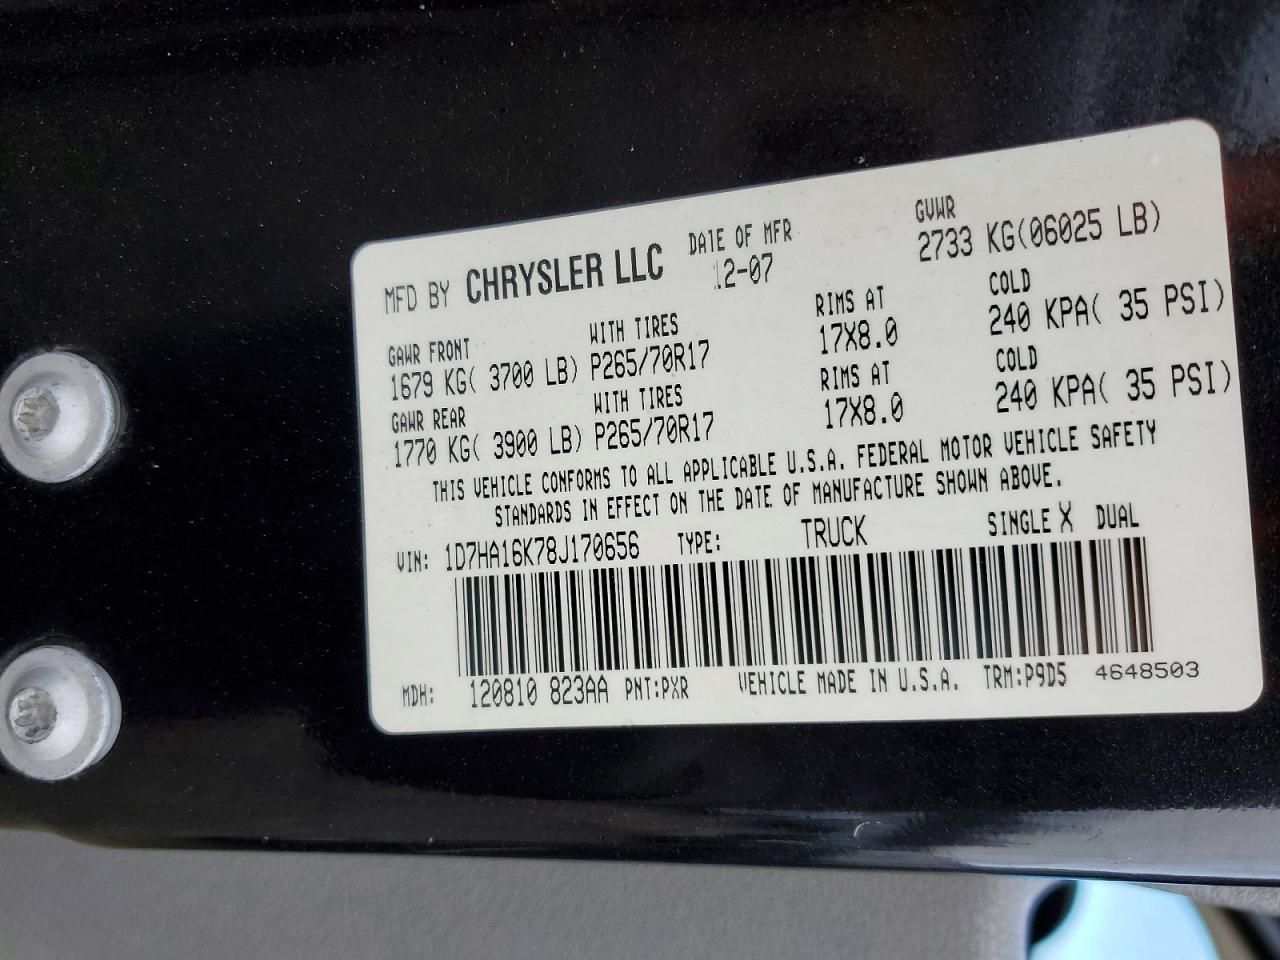 MFD BY CHRYSLER LLC DATE OF MFR 12-07 GVWR 2733 KG(06025 LB)
GAWR FRONT WITH TIRES RIMS AT COLD
1679 KG( 3700 LB) P265/70R17 17X8.0 240 KPA( 35 PSI)
GAWR REAR WITH TIRES RIMS AT COLD
1770 KG( 3900 LB) P265/70R17 17X8.0 240 KPA( 35 PSI)
THIS VEHICLE CONFORMS TO ALL APPLICABLE U.S.A. FEDERAL MOTOR VEHICLE SAFETY
STANDARDS IN EFFECT ON THE DATE OF MANUFACTURE SHOWN ABOVE.
VIN: 1D7HA16K78J170656 TYPE: TRUCK SINGLE X DUAL
MDH: 120810 823AA PNT:PXR VEHICLE MADE IN U.S.A. TRM:P9D5 4648503